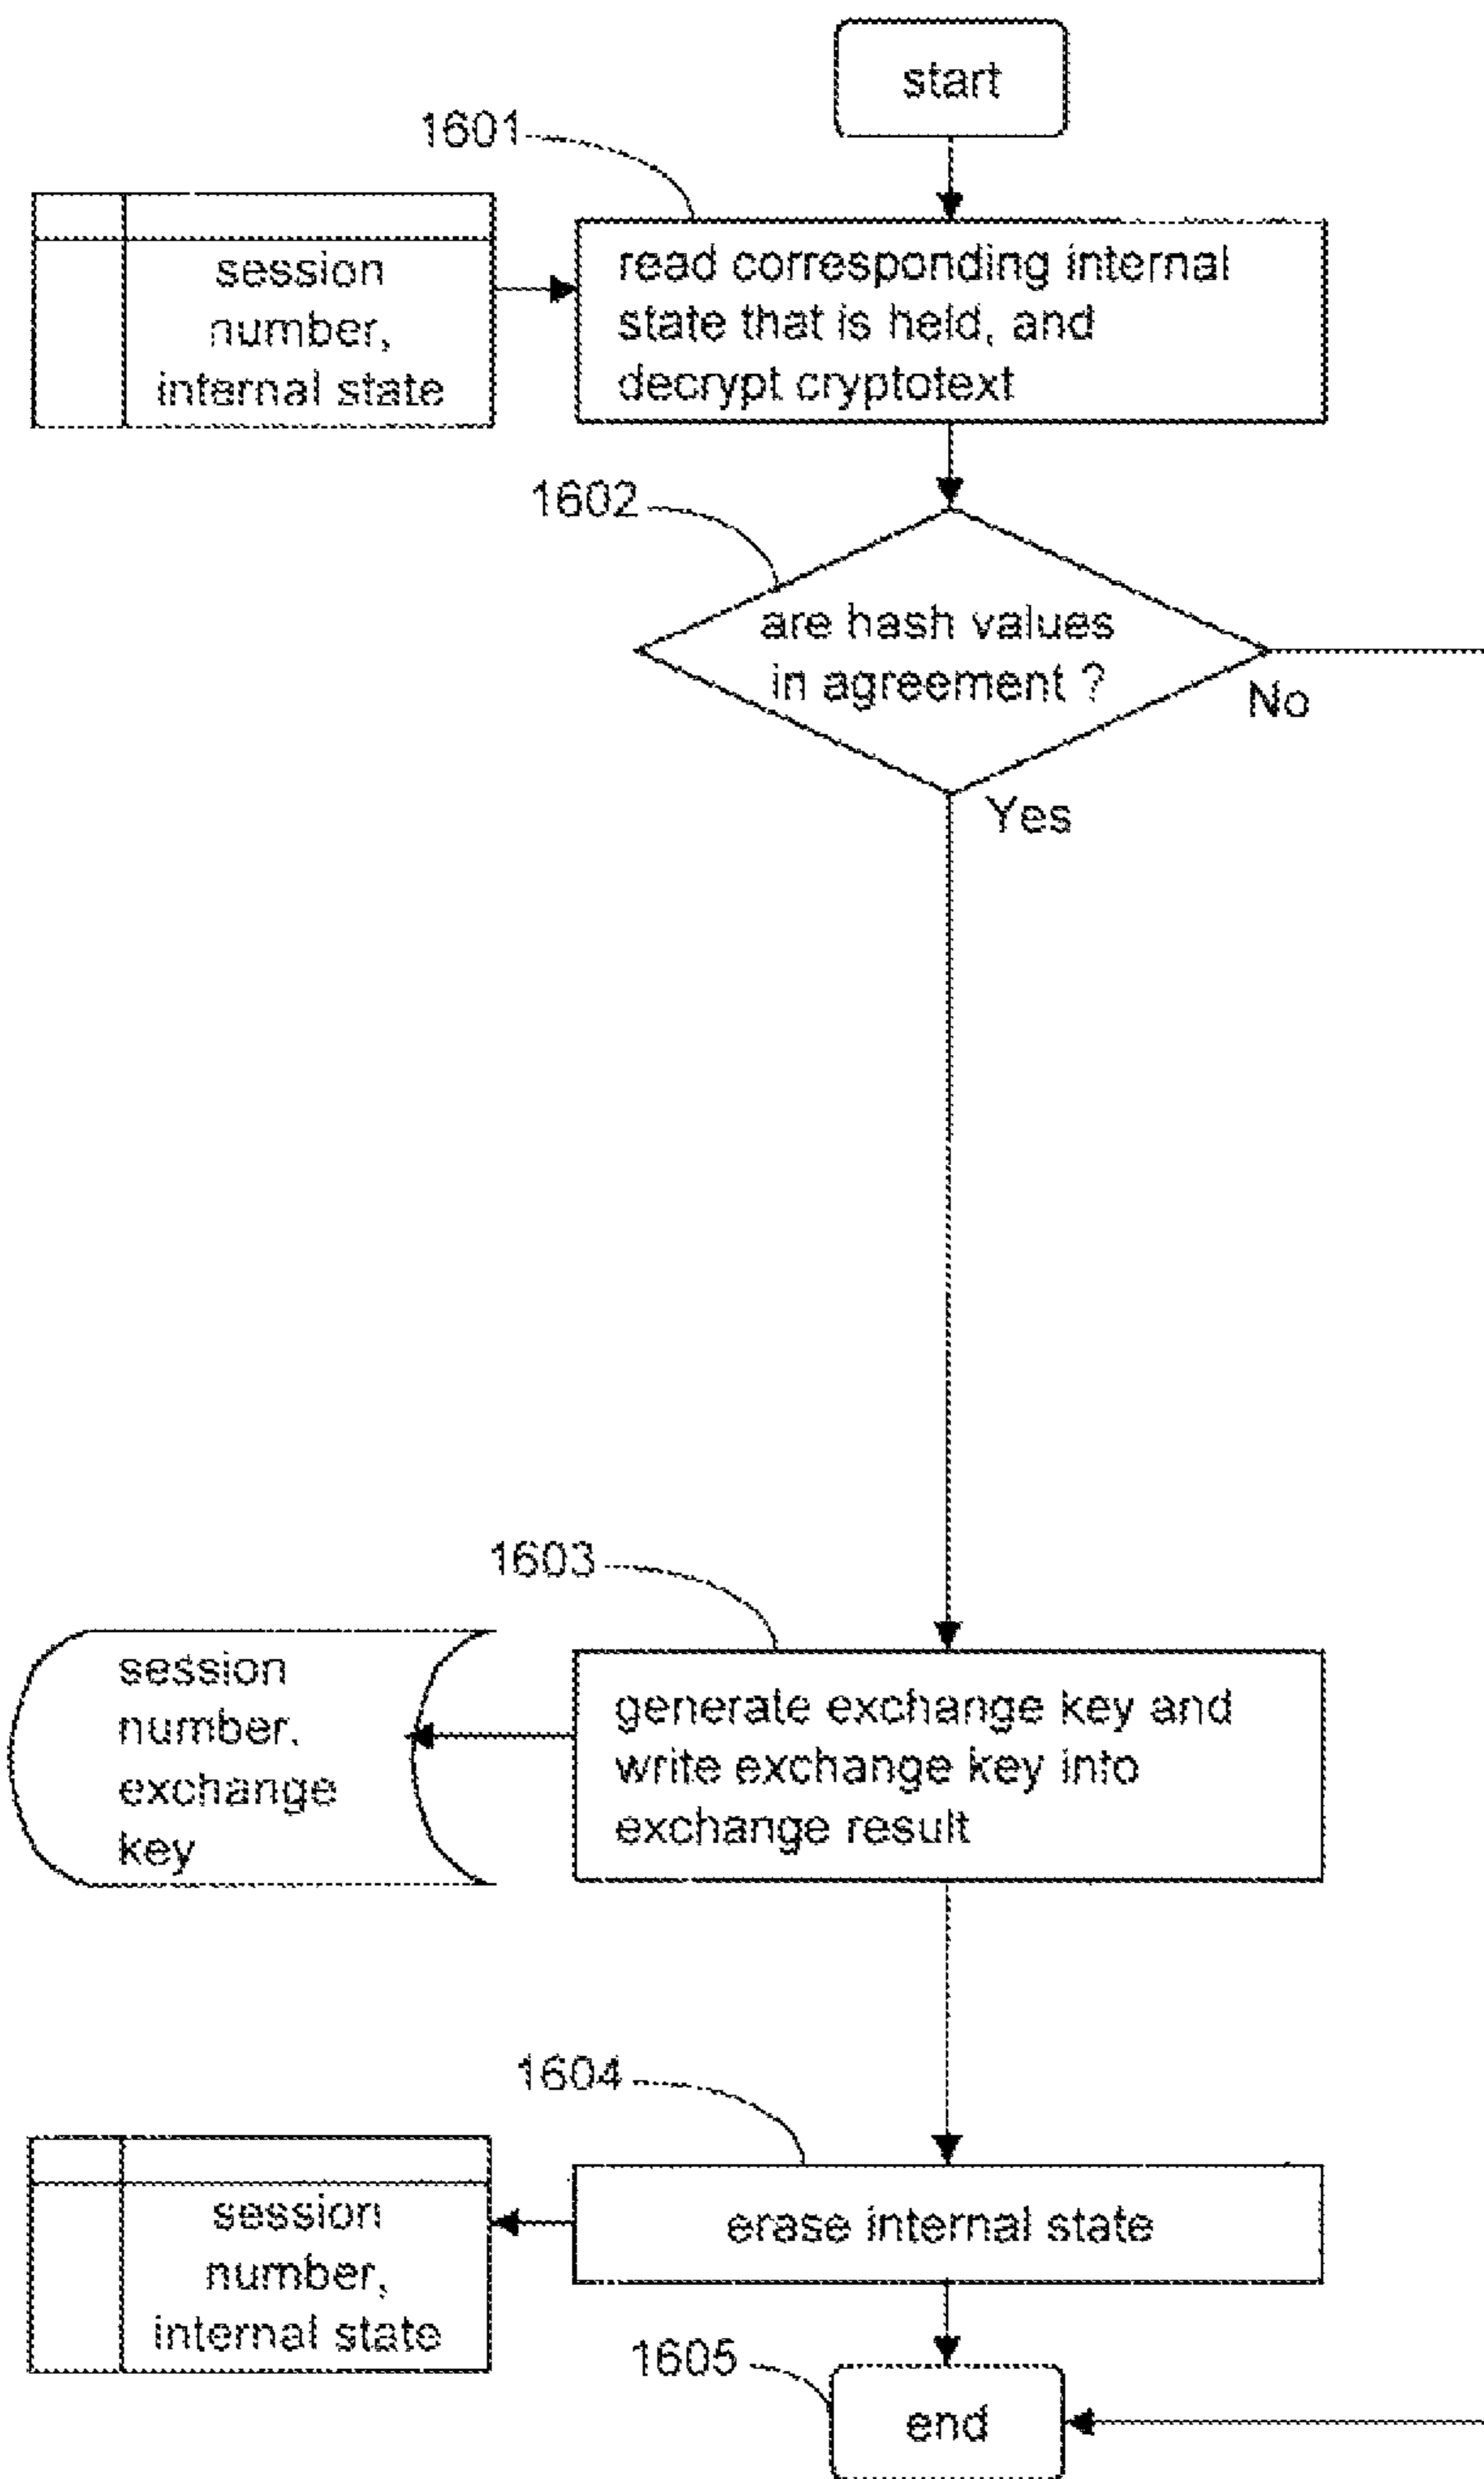 start
1601
session
number,
internal state
read corresponding internal
state that is held, and
decrypt cryptotext
1602
are hash values
in agreement ?
No
Yes
1603
session
number,
exchange
key
generate exchange key and
write exchange key into
exchange result
1604
session
number,
internal state
erase internal state
1605
end